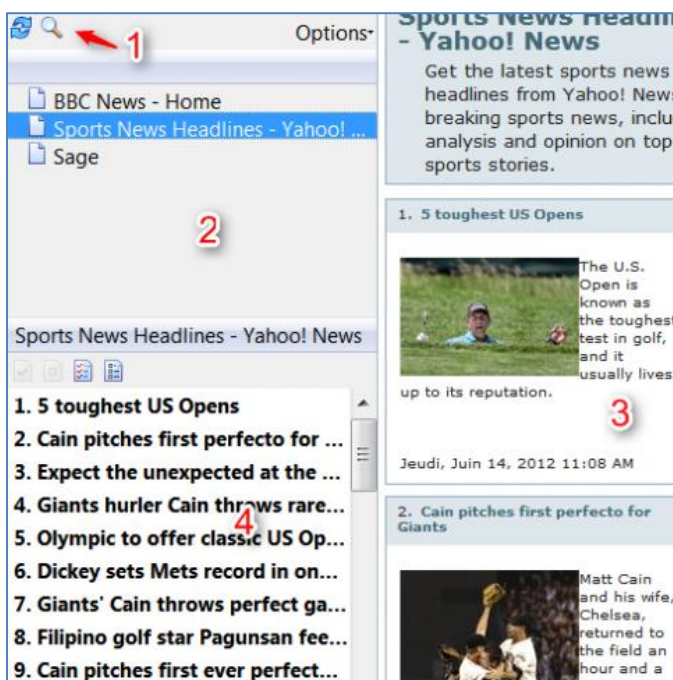 1
Options
BBC News - Home
Sports News Headlines - Yahoo! ...
Sage
2
Sports News Headlines - Yahoo! News
1. 5 toughest US Opens
2. Cain pitches first perfecto for ...
3. Expect the unexpected at the ...
4. Giants hurler Cain throws rare...
4
5. Olympic to offer classic US Op...
6. Dickey sets Mets record in on...
7. Giants' Cain throws perfect ga...
8. Filipino golf star Pagunsan fee...
9. Cain pitches first ever perfect...
Sports News Headlin
- Yahoo! News
Get the latest sports news
headlines from Yahoo! News
breaking sports news, inclu
analysis and opinion on top
sports stories.
1. 5 toughest US Opens
The U.S.
Open is
known as
the toughest
test in golf,
and it
usually lives
up to its reputation.
3
Jeudi, Juin 14, 2012 11:08 AM
2. Cain pitches first perfecto for
Giants
Matt Cain
and his wife,
Chelsea,
returned to
the field an
hour and a